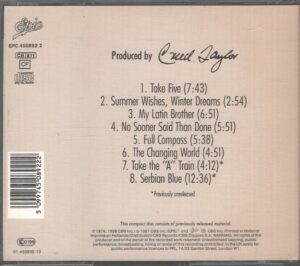 Epic
EPC 450892 2
CB 811
Produced by Creed Taylor
1. Take Five (7:43)
2. Summer Wishes, Winter Dreams (2:54)
3. My Latin Brother (6:51)
4. No Sooner Said Than Done (5:51)
5. Full Compass (5:38)
6. The Changing World (4:51)
7. Take the "A" Train (4:12)*
8. Serbian Blue (12:36)*
*Previously unreleased
This compact disc consists of previously released material.